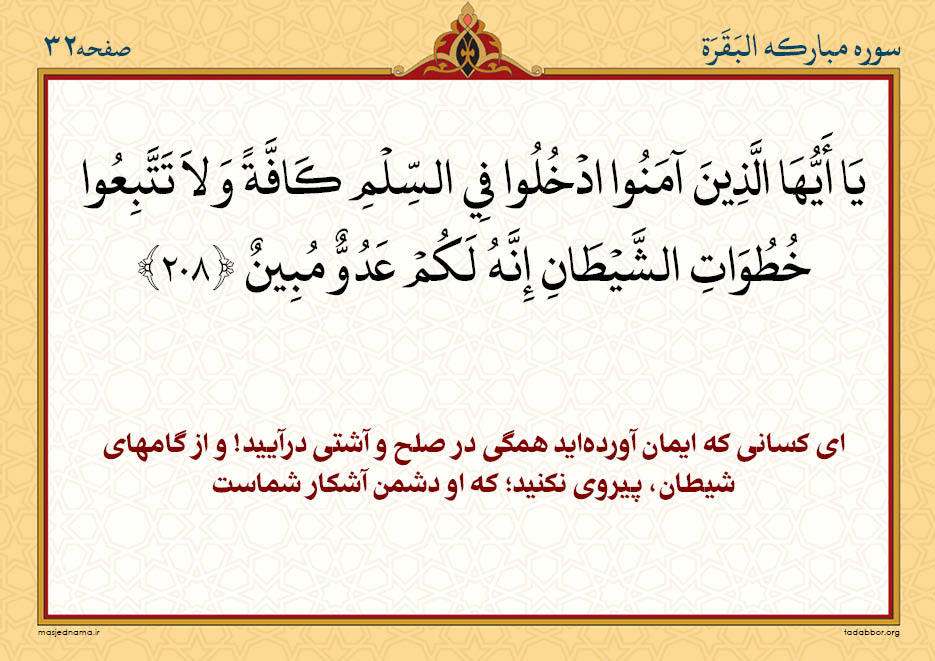 سوره مبارکه البَقَرَة
صفحه۳۲
يَا أَيُّهَا الَّذِينَ آمَنُوا ادْخُلُوا فِي السِّلْمِ كَافَّةً وَلاَ تَتَّبِعُوا
خُطُوَاتِ الشَّيْطَانِ إِنَّهُ لَكُمْ عَدُوٌّ مُبِينٌ ﴿۲۰۸﴾
ای کسانی که ایمان آورده‌اید همگی در صلح و آشتی درآیید! و از گامهای
شیطان، پیروی نکنید؛ که او دشمن آشکار شماست
masjednama.ir
tadabbor.org